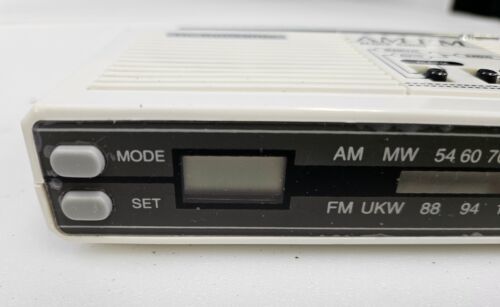 AM/FM
MODE AM MW 54 60 70
SET FM UKW 88 94